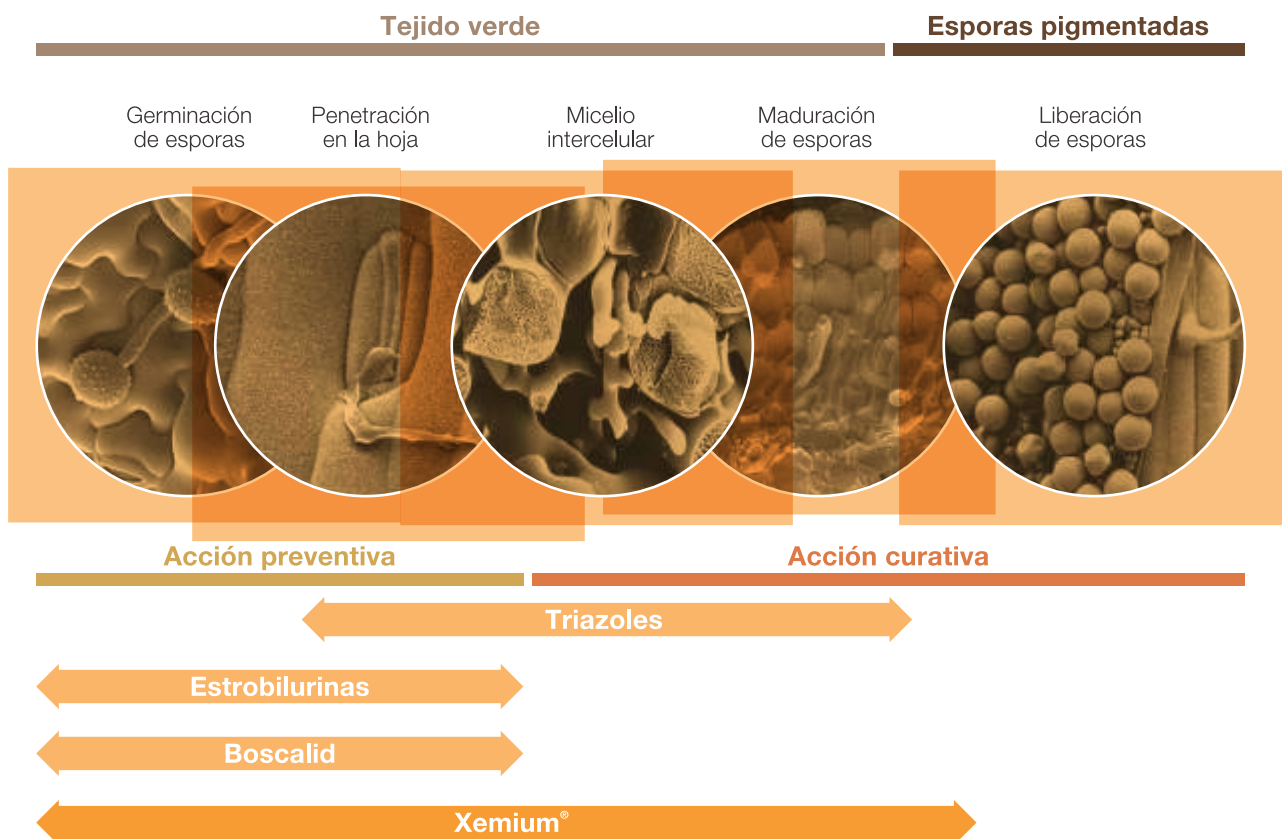 Tejido verde
Esporas pigmentadas
Germinación
de esporas
Penetración
en la hoja
Micelio
intercelular
Maduración
de esporas
Liberación
de esporas
Acción preventiva
Acción curativa
Triazoles
Estrobilurinas
Boscalid
Xemium®